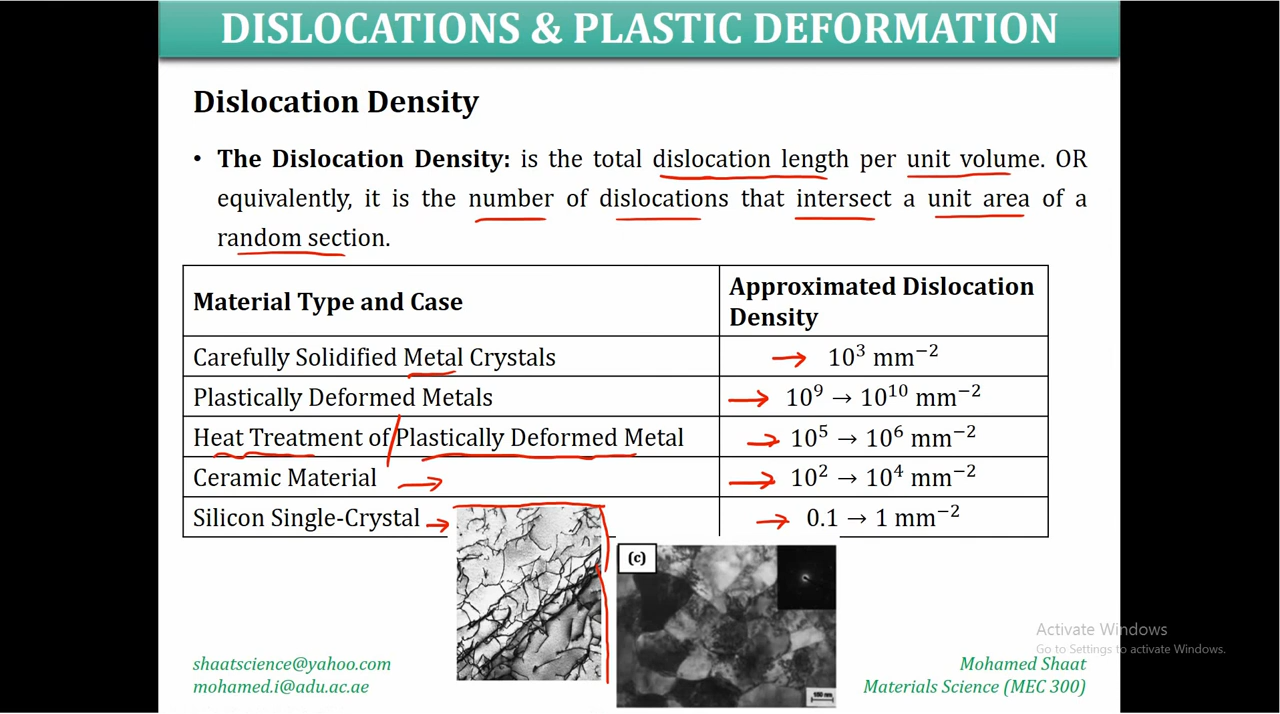 DISLOCATIONS & PLASTIC DEFORMATION
Dislocation Density
• The Dislocation Density: is the total dislocation length per unit volume. OR
equivalently, it is the number of dislocations that intersect a unit area of a
random section.
Material Type and Case
Approximated Dislocation
Density
Carefully Solidified Metal Crystals
10³ mm⁻²
Plastically Deformed Metals
10⁹ → 10¹⁰ mm⁻²
Heat Treatment of Plastically Deformed Metal
10⁵ → 10⁶ mm⁻²
Ceramic Material
10² → 10⁴ mm⁻²
Silicon Single-Crystal
0.1 → 1 mm⁻²
(c)
Activate Windows
Go to Settings to activate Windows.
shaatscience@yahoo.com
mohamed.i@adu.ac.ae
Mohamed Shaat
Materials Science (MEC 300)